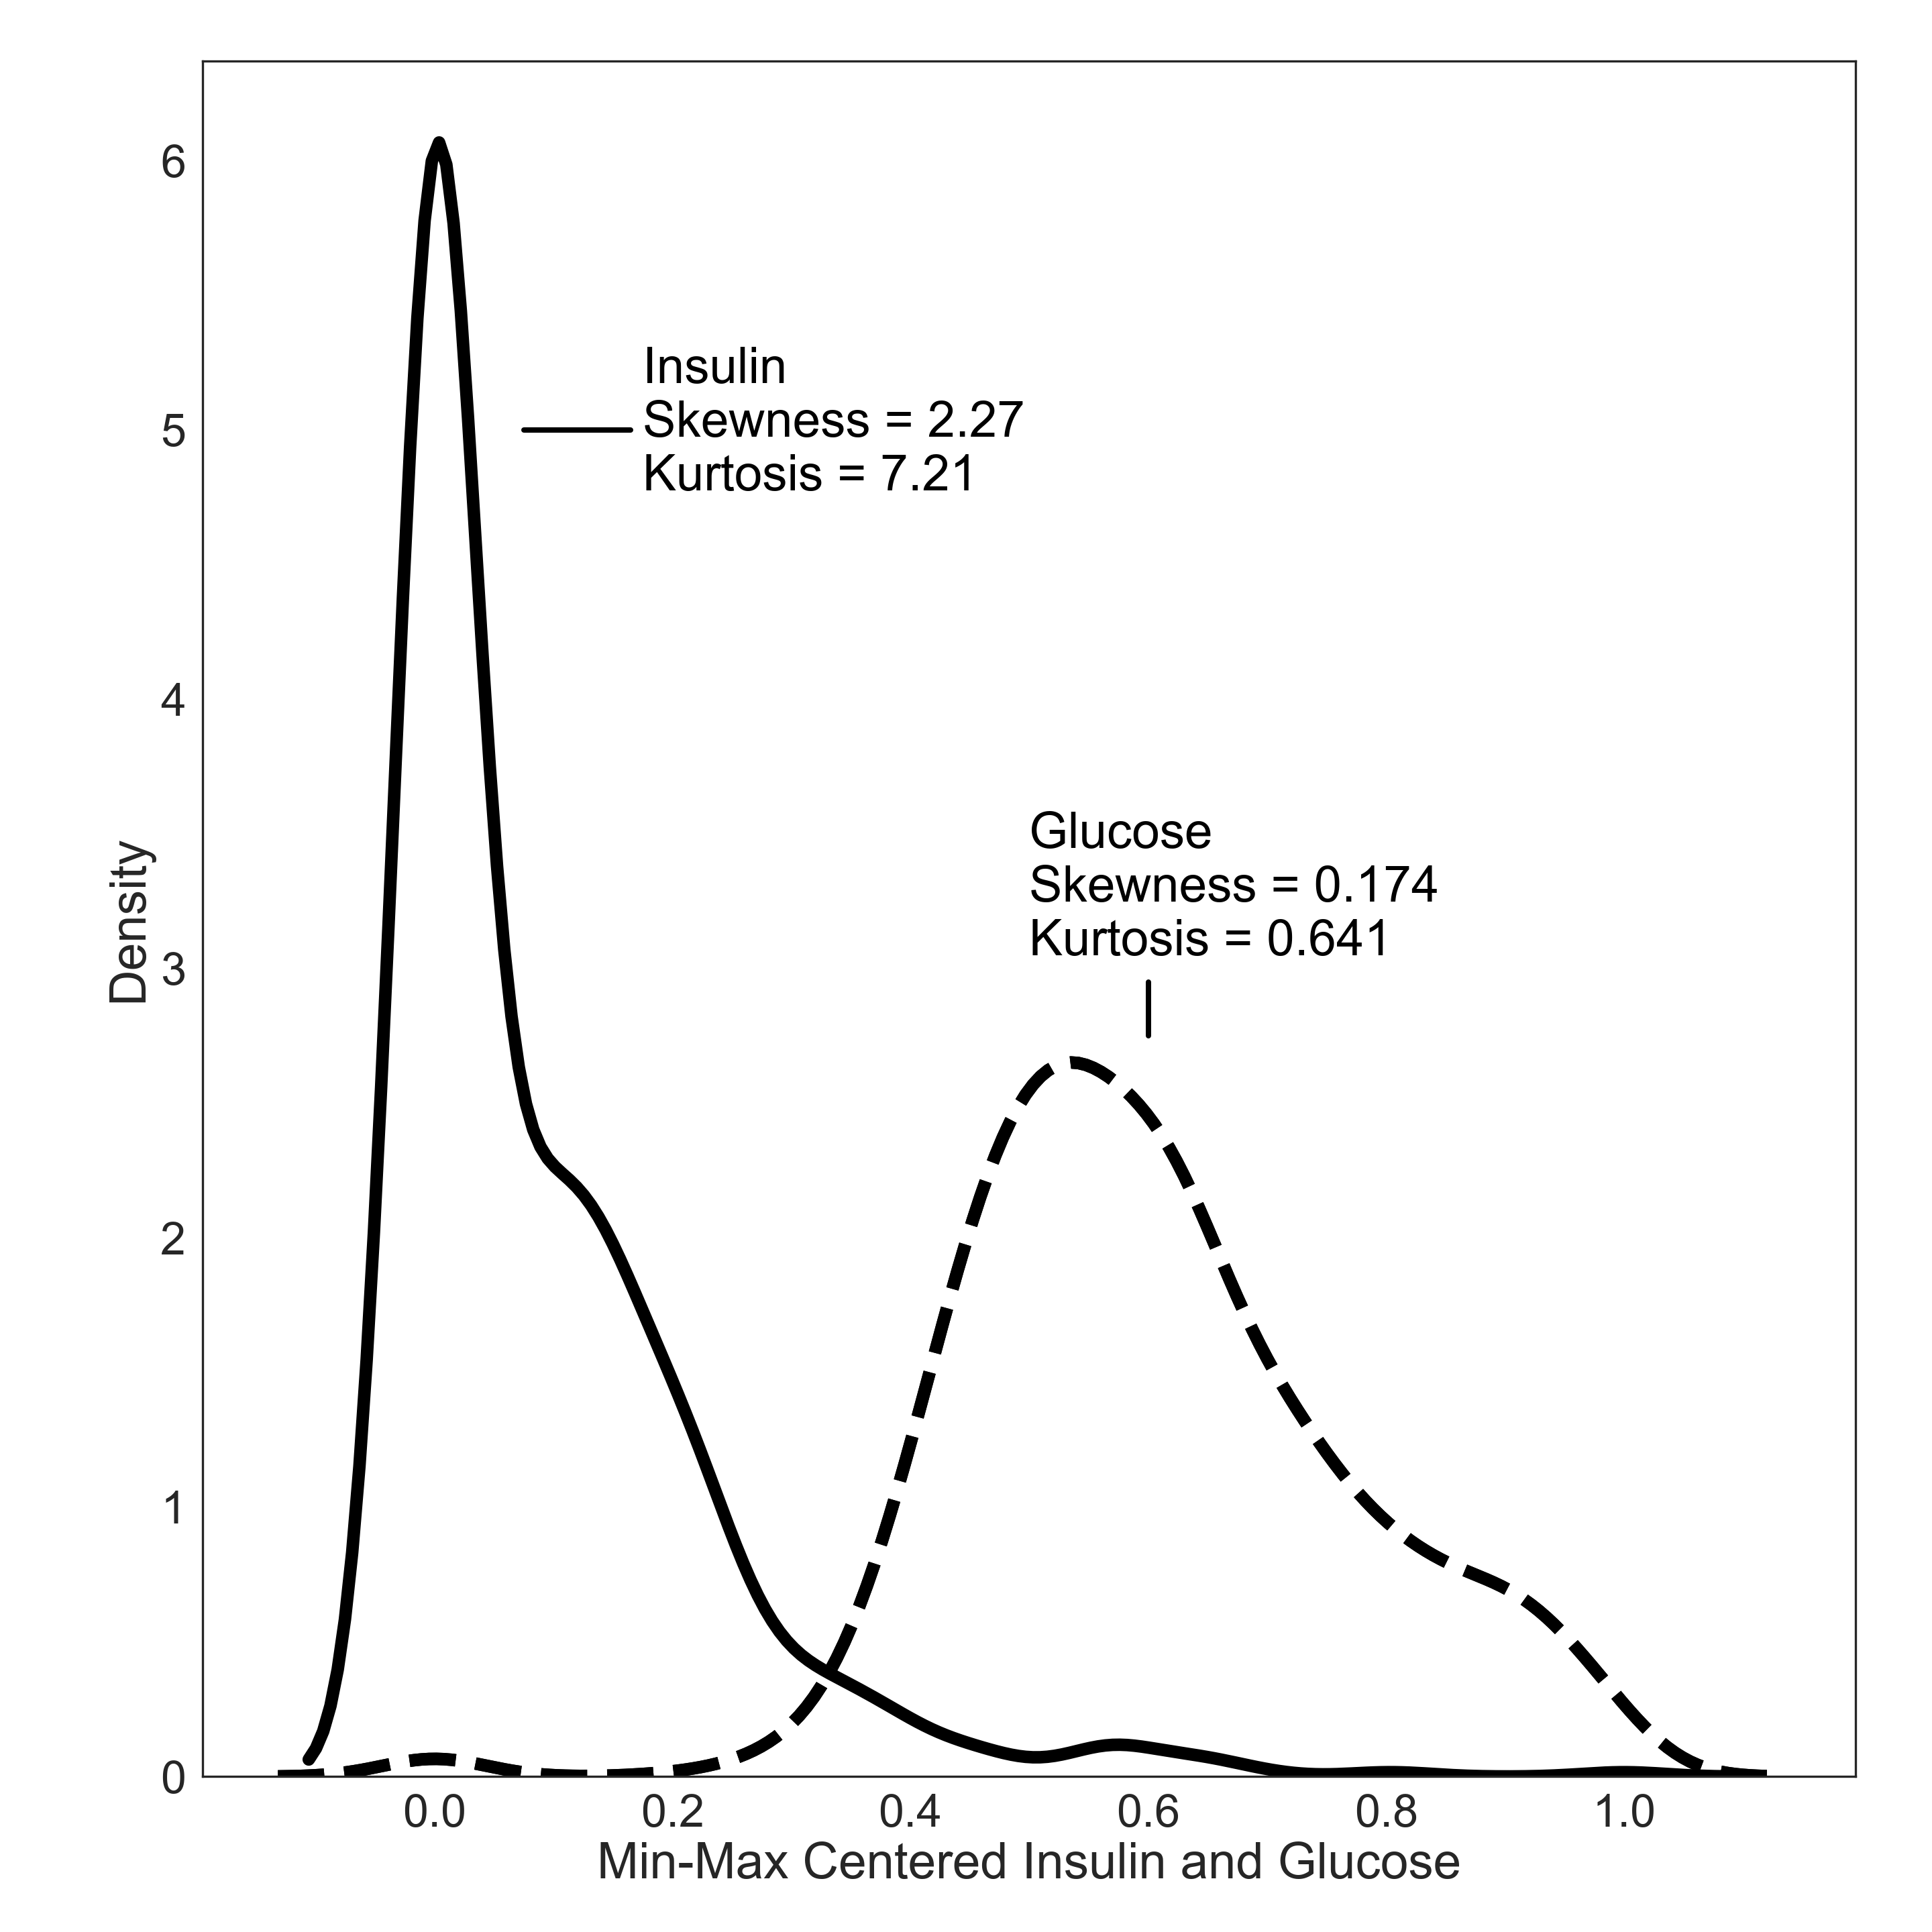 6
5
4
3
2
1
0
Density
Insulin
Skewness = 2.27
Kurtosis = 7.21
Glucose
Skewness = 0.174
Kurtosis = 0.641
0.0 0.2 0.4 0.6 0.8 1.0
Min-Max Centered Insulin and Glucose